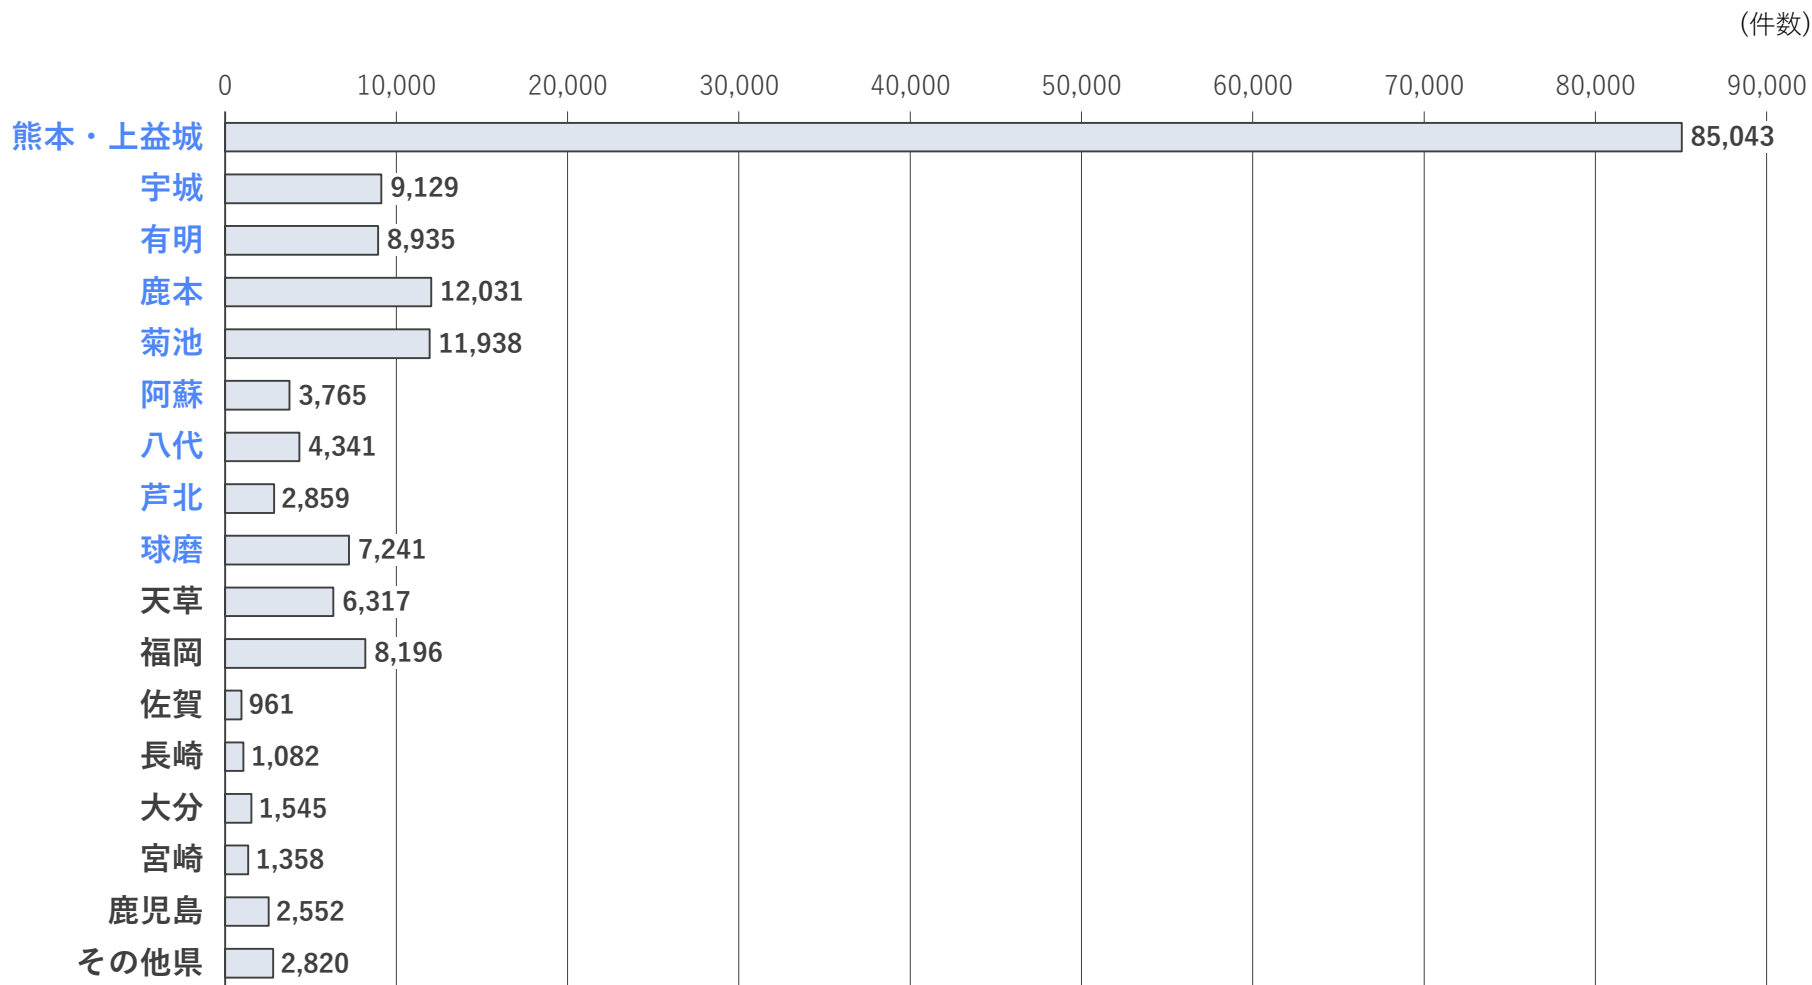 (件数)
0 10,000 20,000 30,000 40,000 50,000 60,000 70,000 80,000 90,000
熊本・上益城 85,043
宇城 9,129
有明 8,935
鹿本 12,031
菊池 11,938
阿蘇 3,765
八代 4,341
芦北 2,859
球磨 7,241
天草 6,317
福岡 8,196
佐賀 961
長崎 1,082
大分 1,545
宮崎 1,358
鹿児島 2,552
その他県 2,820